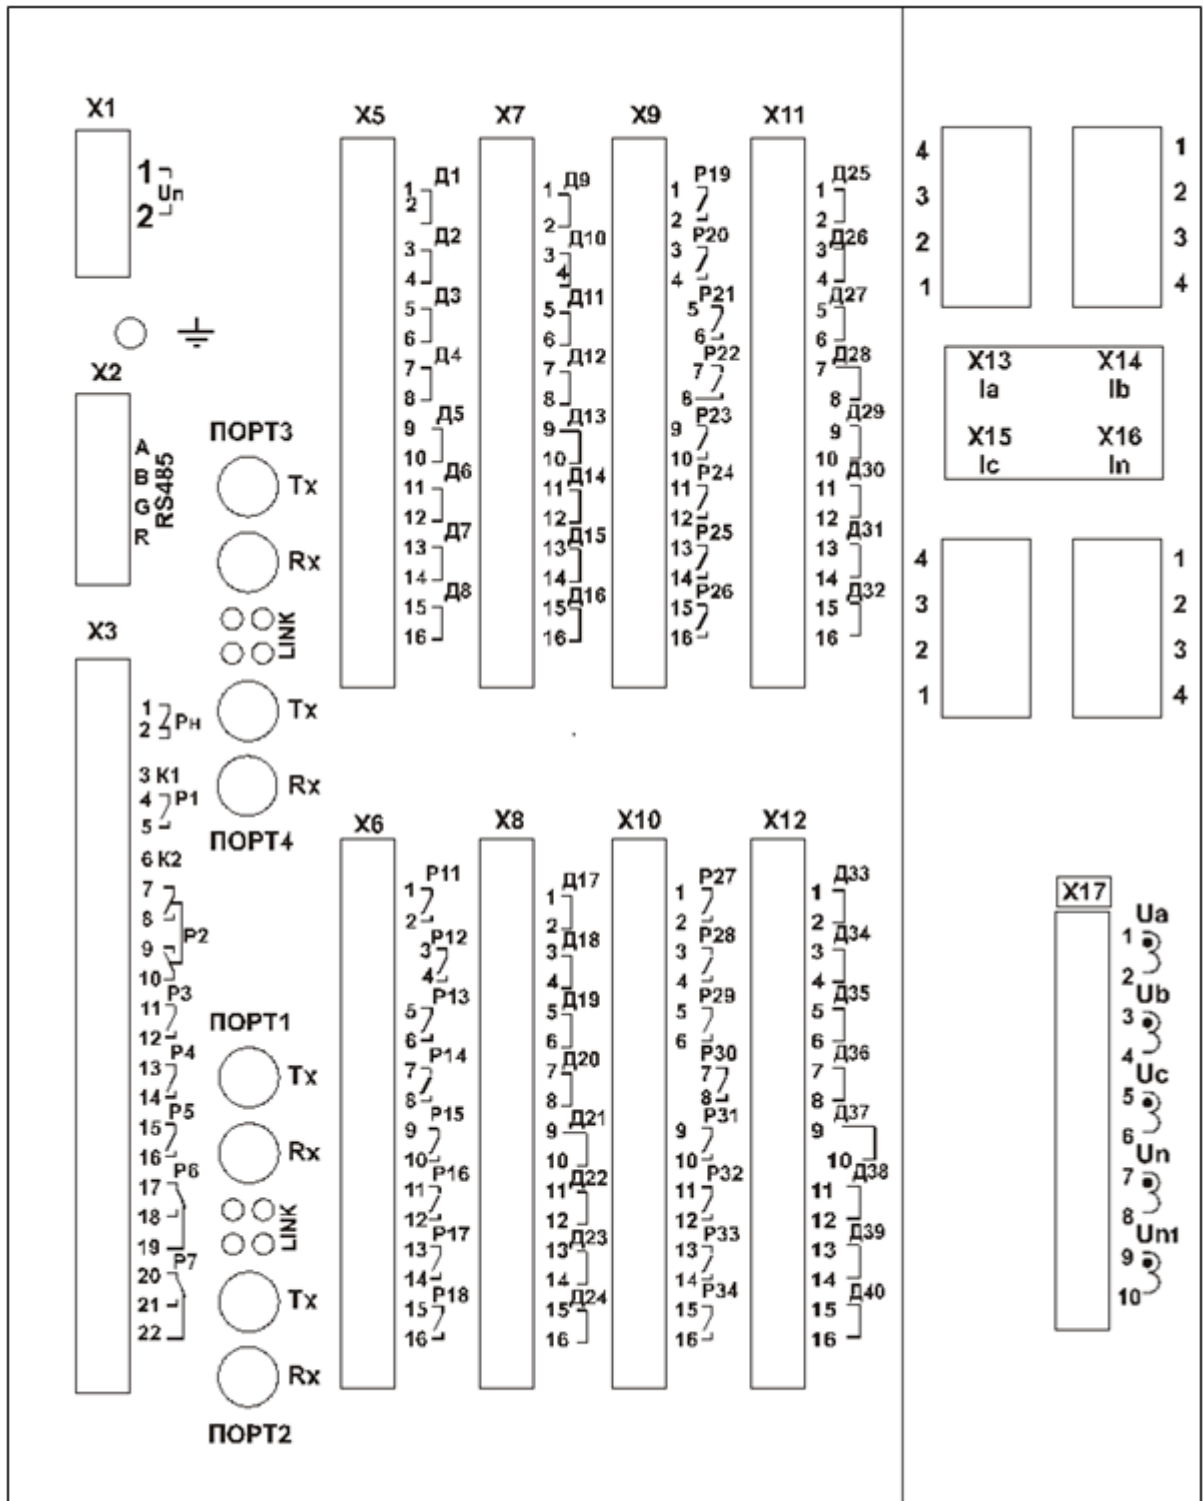 X1
1
Uп
2
X2
A
B
G
R
RS485
X3
1
2
Рн
3 К1
4
Р1
5
6 К2
7
8
Р2
9
10
Р3
11
12
Р4
13
14
Р5
15
16
Р6
17
18
19
Р7
20
21
22
ПОРТ3
Tx
Rx
LINK
Tx
Rx
ПОРТ4
ПОРТ1
Tx
Rx
LINK
Tx
Rx
ПОРТ2
X5
Д1
1
2
Д2
3
4
Д3
5
6
Д4
7
8
Д5
9
10
Д6
11
12
Д7
13
14
Д8
15
16
X7
Д9
1
2
Д10
3
4
Д11
5
6
Д12
7
8
Д13
9
10
Д14
11
12
Д15
13
14
Д16
15
16
X9
Р19
1
2
Р20
3
4
Р21
5
6
Р22
7
8
Р23
9
10
Р24
11
12
Р25
13
14
Р26
15
16
X11
Д25
1
2
Д26
3
4
Д27
5
6
Д28
7
8
Д29
9
10
Д30
11
12
Д31
13
14
Д32
15
16
X6
Р11
1
2
Р12
3
4
Р13
5
6
Р14
7
8
Р15
9
10
Р16
11
12
Р17
13
14
Р18
15
16
X8
Д17
1
2
Д18
3
4
Д19
5
6
Д20
7
8
Д21
9
10
Д22
11
12
Д23
13
14
Д24
15
16
X10
Р27
1
2
Р28
3
4
Р29
5
6
Р30
7
8
Р31
9
10
Р32
11
12
Р33
13
14
Р34
15
16
X12
Д33
1
2
Д34
3
4
Д35
5
6
Д36
7
8
Д37
9
10
Д38
11
12
Д39
13
14
Д40
15
16
4
3
2
1
1
2
3
4
X13
Ia
X14
Ib
X15
Ic
X16
In
4
3
2
1
1
2
3
4
X17
Ua
1
2
Ub
3
4
Uc
5
6
Un
7
8
Un1
9
10